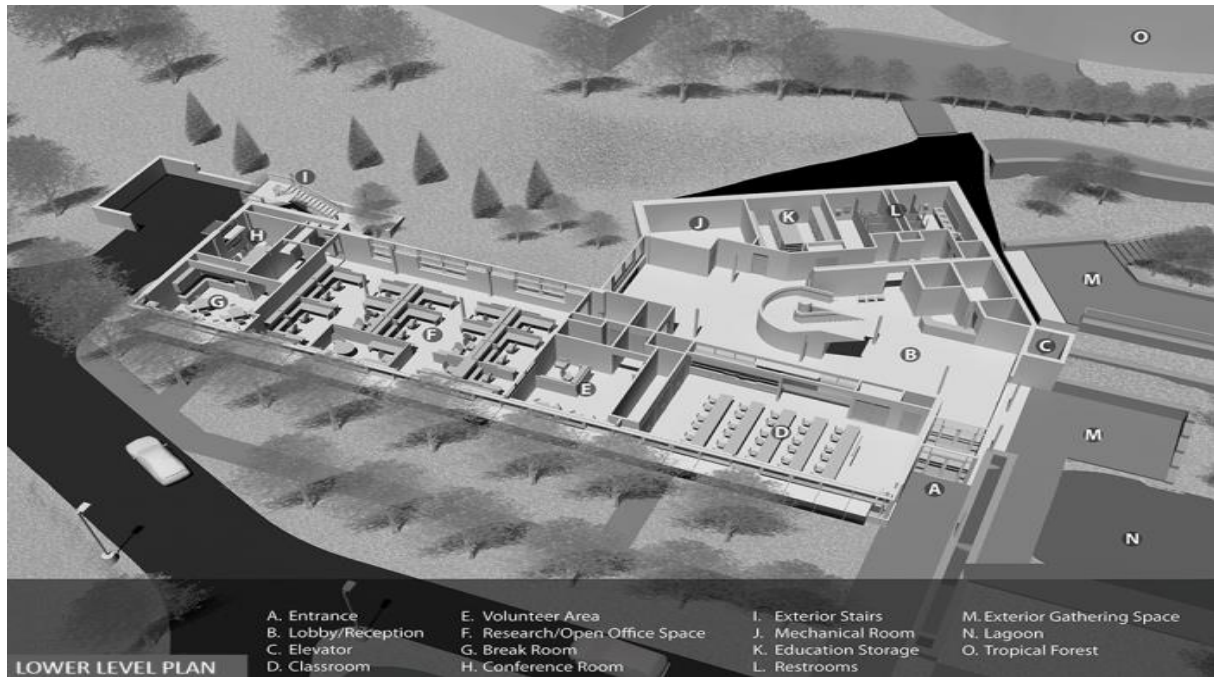 O
I
L
K
J
H
M
G
C
F
B
E
D
M
A
N
A. Entrance
B. Lobby/Reception
C. Elevator
D. Classroom
E. Volunteer Area
F. Research/Open Office Space
G. Break Room
H. Conference Room
I. Exterior Stairs
J. Mechanical Room
K. Education Storage
L. Restrooms
M. Exterior Gathering Space
N. Lagoon
O. Tropical Forest
LOWER LEVEL PLAN